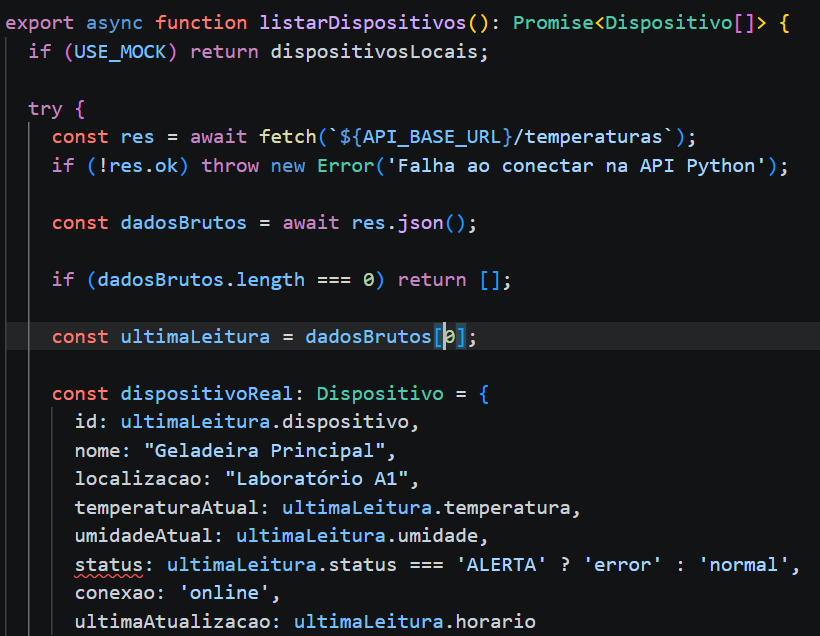 export async function listarDispositivos(): Promise<Dispositivo[]> {
if (USE_MOCK) return dispositivosLocais;
try {
const res = await fetch(`${API_BASE_URL}/temperaturas`);
if (!res.ok) throw new Error('Falha ao conectar na API Python');
const dadosBrutos = await res.json();
if (dadosBrutos.length === 0) return [];
const ultimaLeitura = dadosBrutos[0];
const dispositivoReal: Dispositivo = {
id: ultimaLeitura.dispositivo,
nome: "Geladeira Principal",
localizacao: "Laboratório A1",
temperaturaAtual: ultimaLeitura.temperatura,
umidadeAtual: ultimaLeitura.umidade,
status: ultimaLeitura.status === 'ALERTA' ? 'error' : 'normal',
conexao: 'online',
ultimaAtualizacao: ultimaLeitura.horario